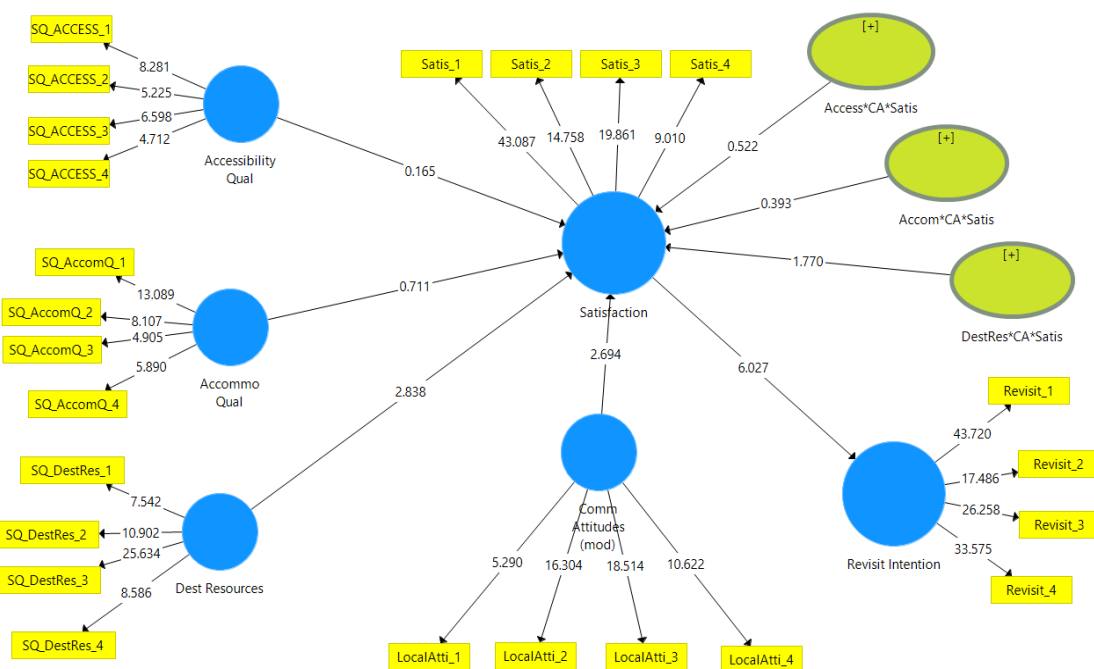 SQ_ACCESS_1
8.281
SQ_ACCESS_2
5.225
SQ_ACCESS_3
6.598
SQ_ACCESS_4
4.712
Accessibility
Qual
0.165
Satis_1
Satis_2
Satis_3
Satis_4
43.087
14.758
19.861
9.010
[+]
Access*CA*Satis
0.522
[+]
Accom*CA*Satis
0.393
[+]
DestRes*CA*Satis
1.770
SQ_AccomQ_1
13.089
SQ_AccomQ_2
8.107
SQ_AccomQ_3
4.905
SQ_AccomQ_4
5.890
Accommo
Qual
0.711
Satisfaction
2.694
6.027
2.838
SQ_DestRes_1
7.542
SQ_DestRes_2
10.902
SQ_DestRes_3
25.634
SQ_DestRes_4
8.586
Dest Resources
Comm
Attitudes
(mod)
5.290
16.304
18.514
10.622
LocalAtti_1
LocalAtti_2
LocalAtti_3
LocalAtti_4
Revisit_1
43.720
Revisit_2
17.486
Revisit_3
26.258
Revisit_4
33.575
Revisit Intention